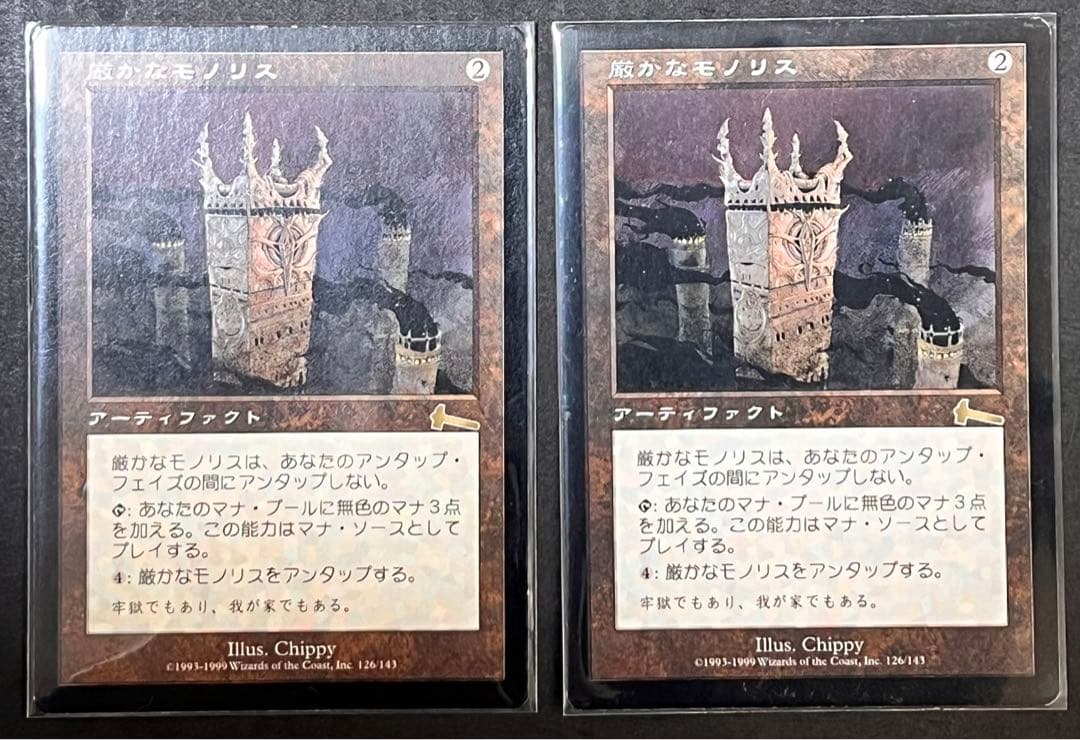 厳かなモノリス 2
アーティファクト
厳かなモノリスは、あなたのアンタップ・
フェイズの間にアンタップしない。
: あなたのマナ・プールに無色のマナ3点
を加える。この能力はマナ・ソースとして
プレイする。
4: 厳かなモノリスをアンタップする。
牢獄でもあり、我が家でもある。
Illus. Chippy
©1993-1999 Wizards of the Coast, Inc. 126/143
厳かなモノリス 2
アーティファクト
厳かなモノリスは、あなたのアンタップ・
フェイズの間にアンタップしない。
: あなたのマナ・プールに無色のマナ3点
を加える。この能力はマナ・ソースとして
プレイする。
4: 厳かなモノリスをアンタップする。
牢獄でもあり、我が家でもある。
Illus. Chippy
©1993-1999 Wizards of the Coast, Inc. 126/143